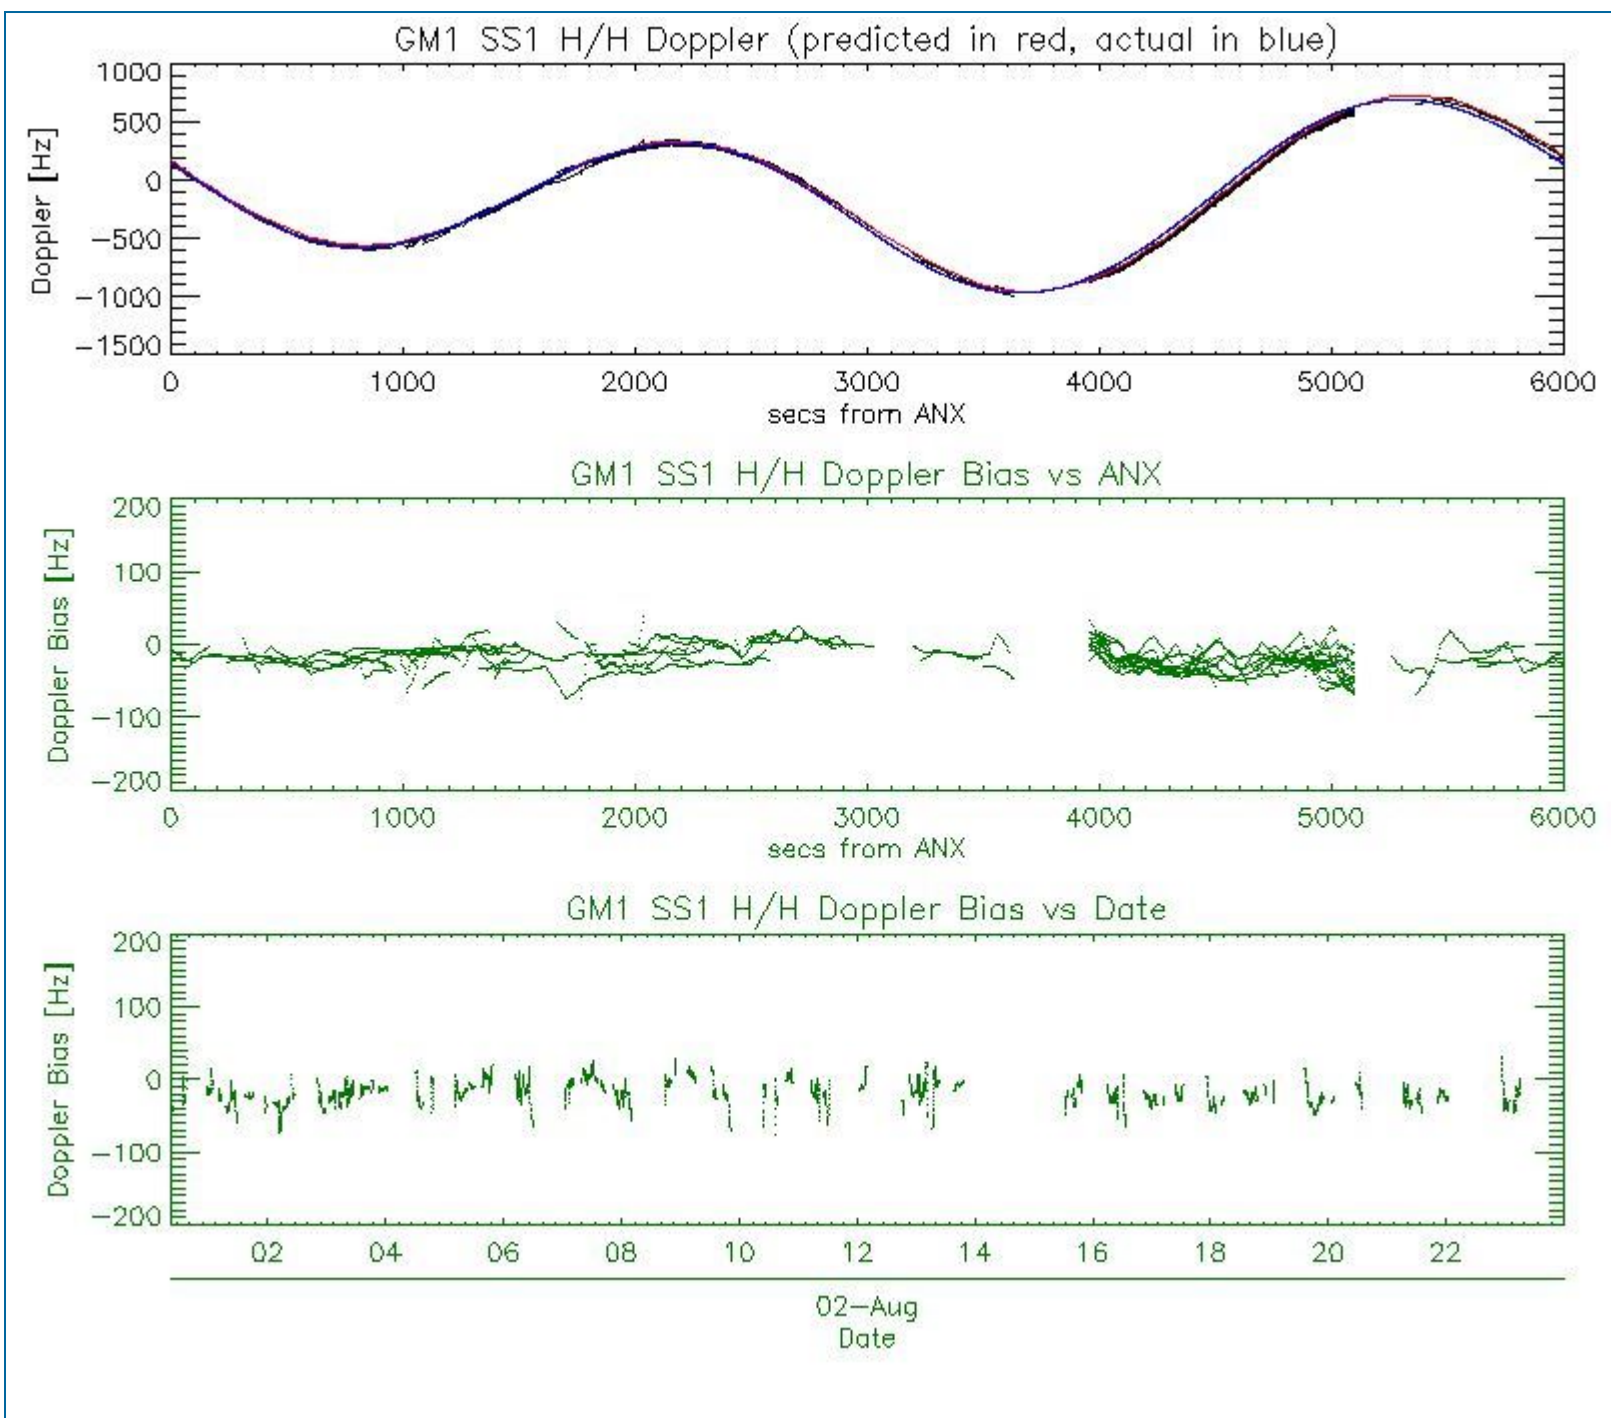 GM1 SS1 H/H Doppler (predicted in red, actual in blue)
Doppler [Hz]
1000
500
0
−500
−1000
−1500
0 1000 2000 3000 4000 5000 6000
secs from ANX
GM1 SS1 H/H Doppler Bias vs ANX
Doppler Bias [Hz]
200
100
0
−100
−200
0 1000 2000 3000 4000 5000 6000
secs from ANX
GM1 SS1 H/H Doppler Bias vs Date
Doppler Bias [Hz]
200
100
0
−100
−200
02 04 06 08 10 12 14 16 18 20 22
02−Aug
Date